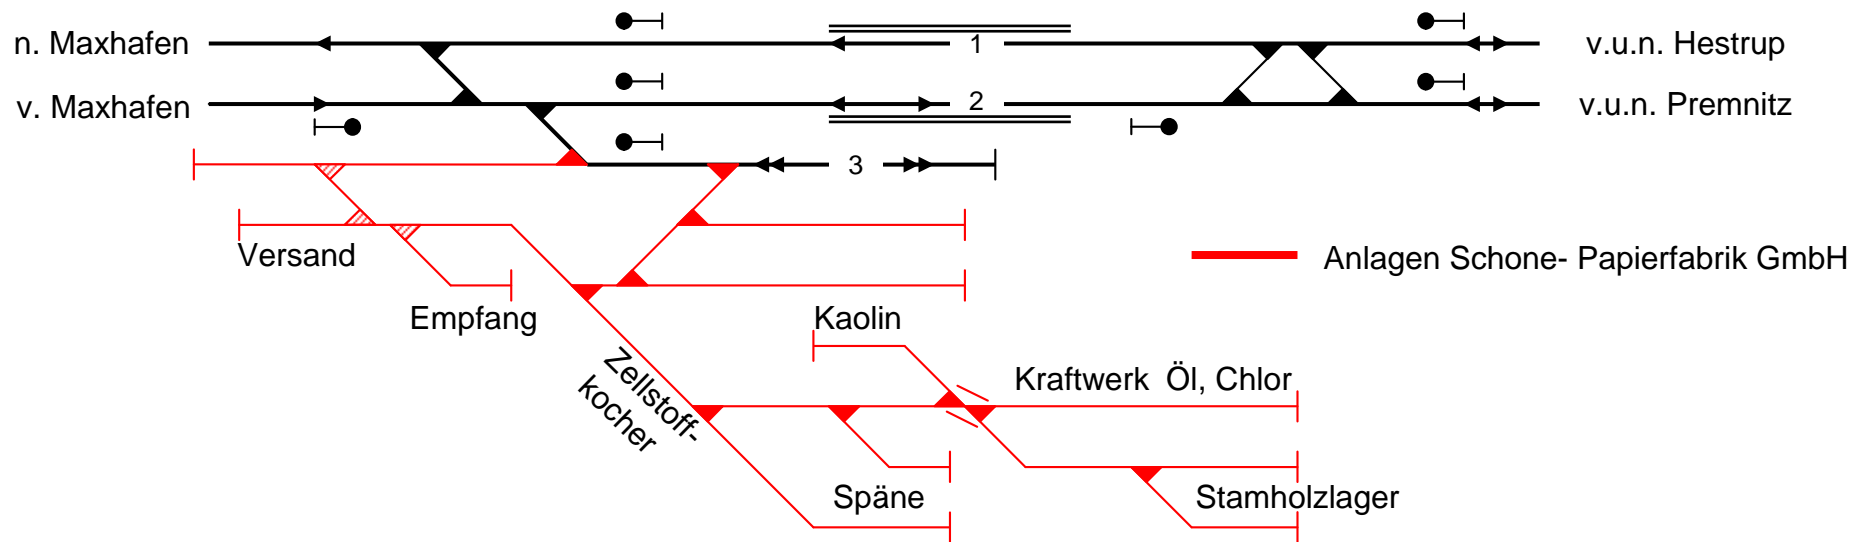 n. Maxhafen
1
v.u.n. Hestrup
v. Maxhafen
2
v.u.n. Premnitz
3
Versand
Anlagen Schone- Papierfabrik GmbH
Empfang
Kaolin
Zellstoff-
kocher
Kraftwerk Öl, Chlor
Späne
Stamholzlager